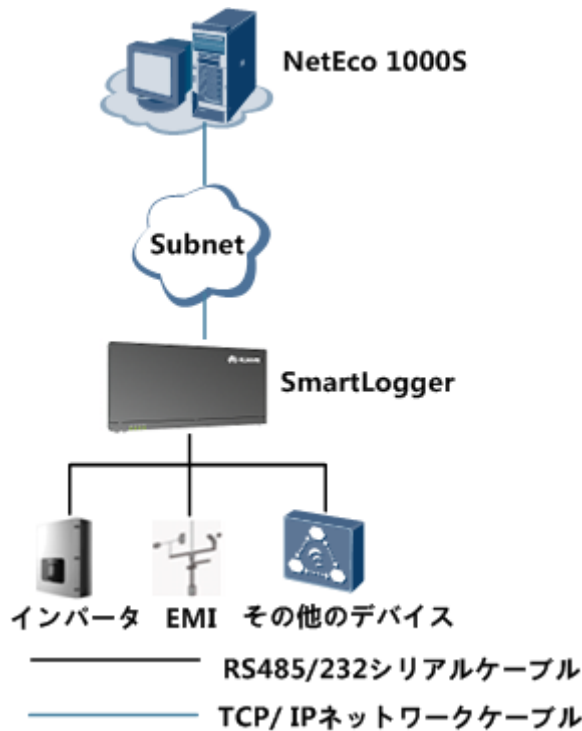 NetEco 1000S
Subnet
SmartLogger
インバータ EMI その他のデバイス
RS485/232シリアルケーブル
TCP/ IPネットワークケーブル